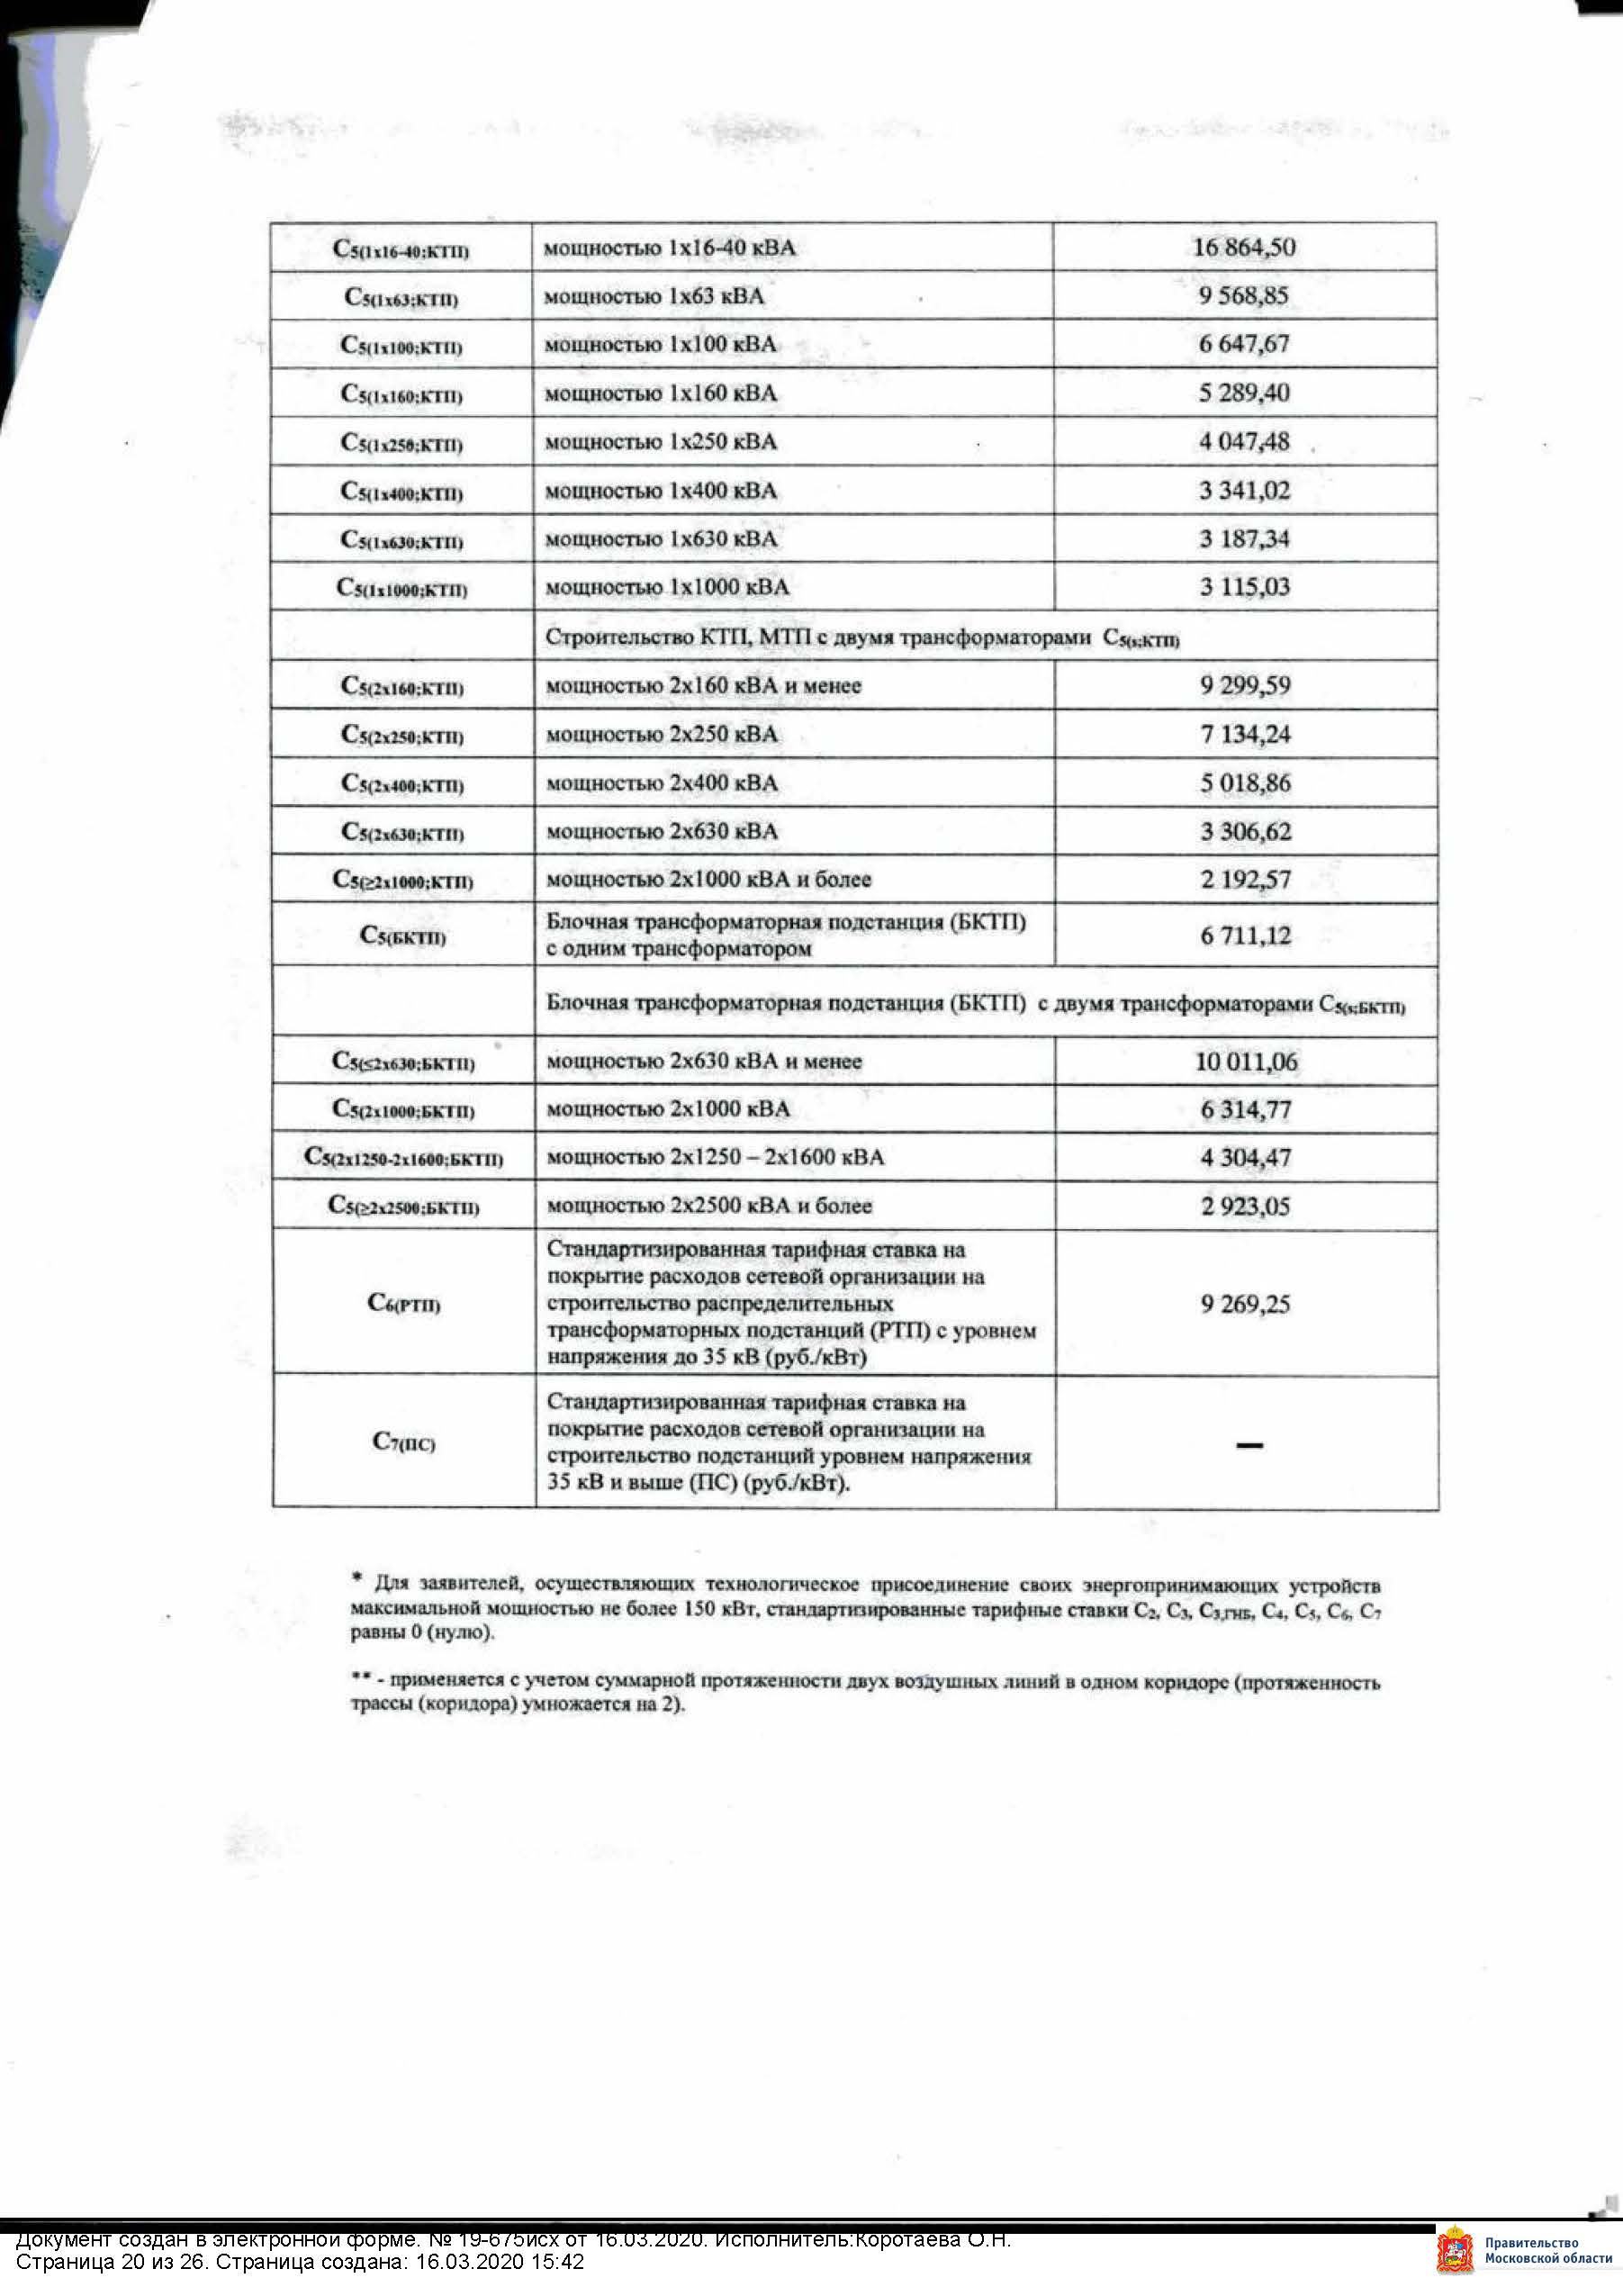 C5(1x16-40;КТП) мощностью 1x16-40 кВА 16 864,50
C5(1x63;КТП) мощностью 1x63 кВА 9 568,85
C5(1x100;КТП) мощностью 1x100 кВА 6 647,67
C5(1x160;КТП) мощностью 1x160 кВА 5 289,40
C5(1x250;КТП) мощностью 1x250 кВА 4 047,48
C5(1x400;КТП) мощностью 1x400 кВА 3 341,02
C5(1x630;КТП) мощностью 1x630 кВА 3 187,34
C5(1x1000;КТП) мощностью 1x1000 кВА 3 115,03
Строительство КТП, МТП с двумя трансформаторами C5(s;КТП)
C5(2x160;КТП) мощностью 2x160 кВА и менее 9 299,59
C5(2x250;КТП) мощностью 2x250 кВА 7 134,24
C5(2x400;КТП) мощностью 2x400 кВА 5 018,86
C5(2x630;КТП) мощностью 2x630 кВА 3 306,62
C5(≥2x1000;КТП) мощностью 2x1000 кВА и более 2 192,57
C5(БКТП) Блочная трансформаторная подстанция (БКТП)
с одним трансформатором 6 711,12
Блочная трансформаторная подстанция (БКТП) с двумя трансформаторами C5(s;БКТП)
C5(≤2x630;БКТП) мощностью 2x630 кВА и менее 10 011,06
C5(2x1000;БКТП) мощностью 2x1000 кВА 6 314,77
C5(2x1250-2x1600;БКТП) мощностью 2x1250 – 2x1600 кВА 4 304,47
C5(≥2x2500;БКТП) мощностью 2x2500 кВА и более 2 923,05
C6(РТП) Стандартизированная тарифная ставка на
покрытие расходов сетевой организации на
строительство распределительных
трансформаторных подстанций (РТП) с уровнем
напряжения до 35 кВ (руб./кВт) 9 269,25
C7(ПС) Стандартизированная тарифная ставка на
покрытие расходов сетевой организации на
строительство подстанций уровнем напряжения
35 кВ и выше (ПС) (руб./кВт). —
* Для заявителей, осуществляющих технологическое присоединение своих энергопринимающих устройств
максимальной мощностью не более 150 кВт, стандартизированные тарифные ставки C2, C3, C3,ГНБ, C4, C5, C6, C7
равны 0 (нулю).
** - применяется с учетом суммарной протяженности двух воздушных линий в одном коридоре (протяженность
трассы (коридора) умножается на 2).
Документ создан в электронной форме. № 19-675исх от 16.03.2020. Исполнитель:Коротаева О.Н.
Страница 20 из 26. Страница создана: 16.03.2020 15:42
Правительство
Московской области